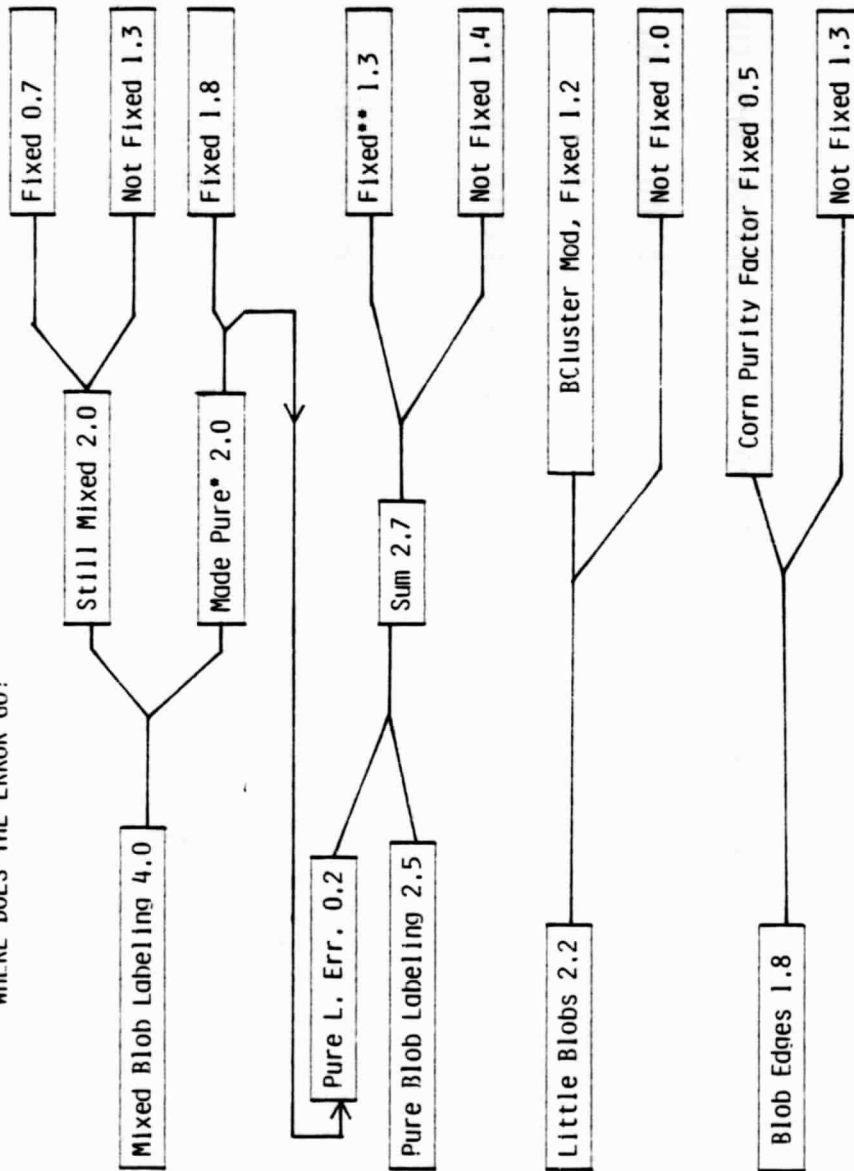 WHERE DOES THE ERROR GO?
Mixed Blob Labeling 4.0
Still Mixed 2.0
Fixed 0.7
Not Fixed 1.3
Made Pure* 2.0
Fixed 1.8
Pure L. Err. 0.2
Pure Blob Labeling 2.5
Sum 2.7
Fixed** 1.3
Not Fixed 1.4
Little Blobs 2.2
BCluster Mod, Fixed 1.2
Not Fixed 1.0
Blob Edges 1.8
Corn Purity Factor Fixed 0.5
Not Fixed 1.3